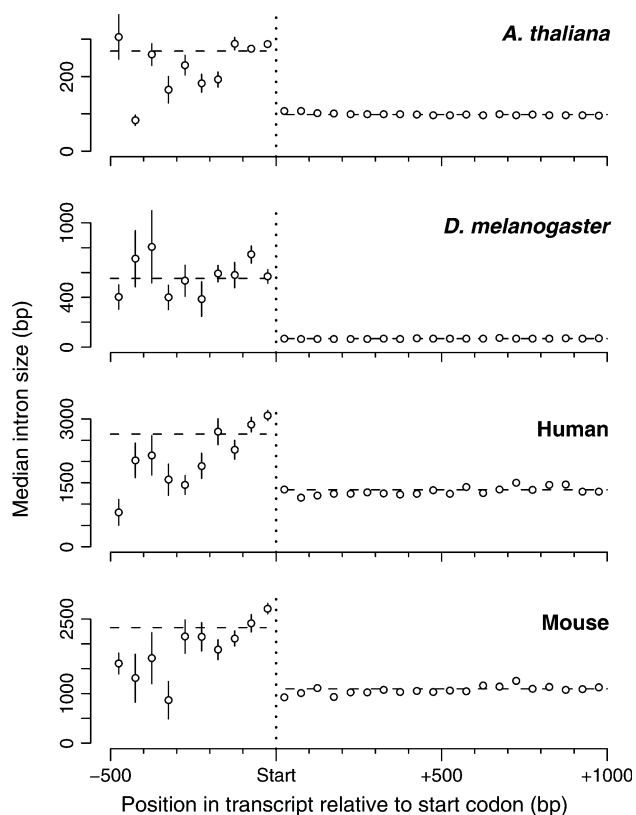 A. thaliana
200
0
D. melanogaster
1000
400
0
Median intron size (bp)
Human
3000
1500
0
Mouse
2500
1000
0
−500 Start +500 +1000
Position in transcript relative to start codon (bp)